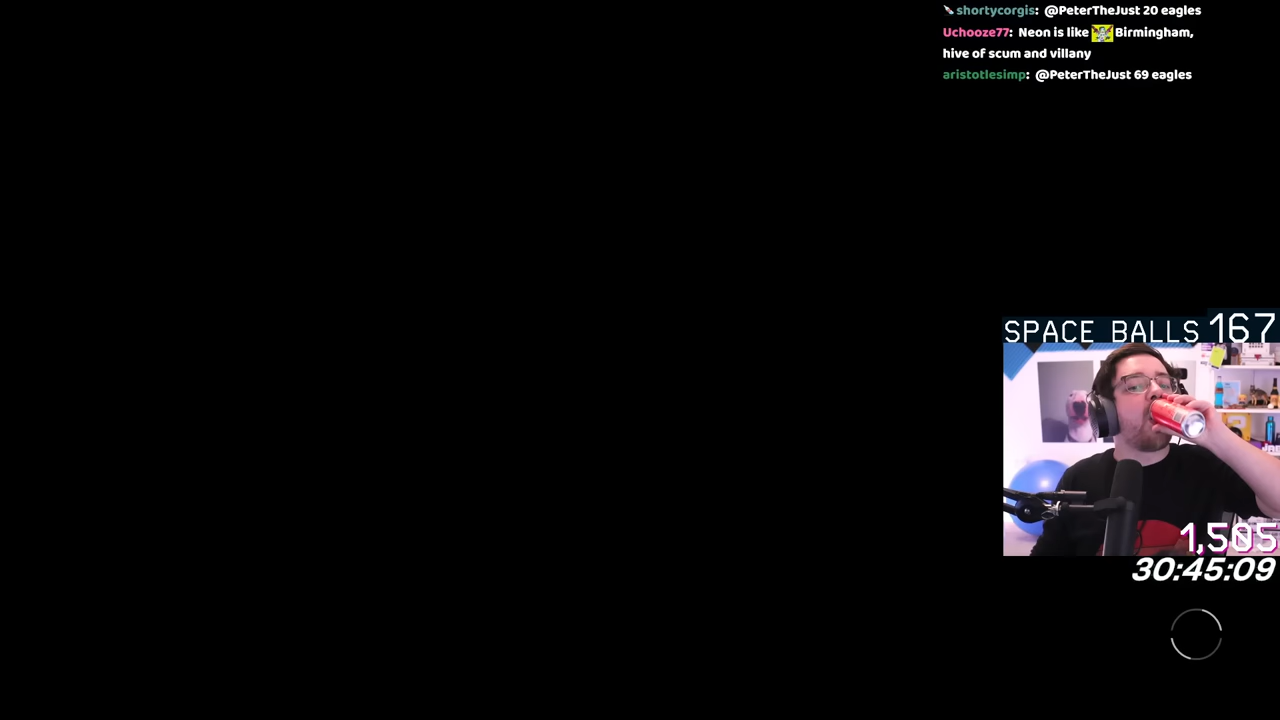 shortycorgis: @PeterTheJust 20 eagles
Uchooze77: Neon is like Birmingham,
hive of scum and villany
aristotlesimp: @PeterTheJust 69 eagles
SPACE BALLS 167
1,505
30:45:09